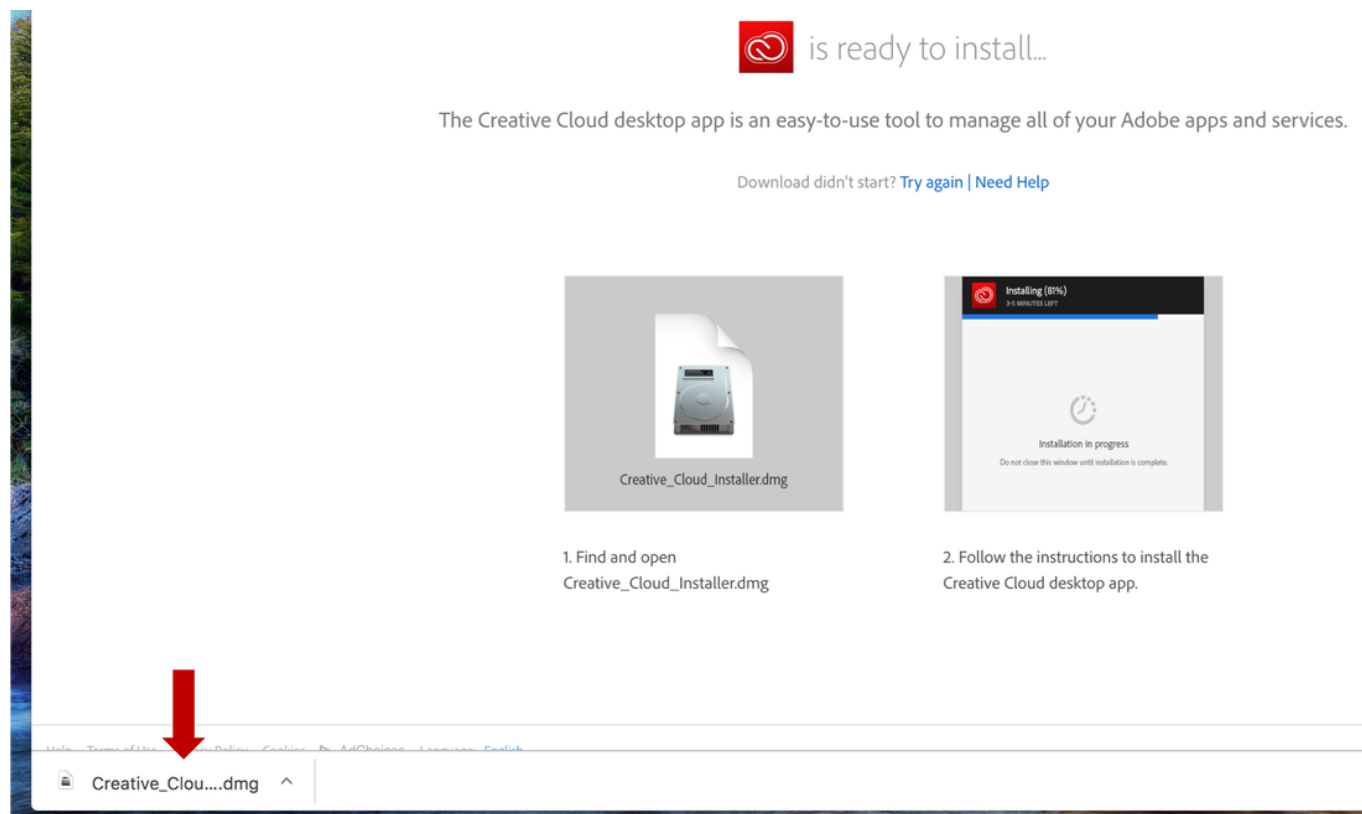 is ready to install...
The Creative Cloud desktop app is an easy-to-use tool to manage all of your Adobe apps and services.
Download didn't start? Try again | Need Help
Installing (81%)
3-5 MINUTES LEFT
Installation in progress
Do not close this window until installation is complete.
Creative_Cloud_Installer.dmg
1. Find and open
Creative_Cloud_Installer.dmg
2. Follow the instructions to install the
Creative Cloud desktop app.
Help Terms of Use Policy Cookies AdChoices Language: English
Creative_Clou....dmg